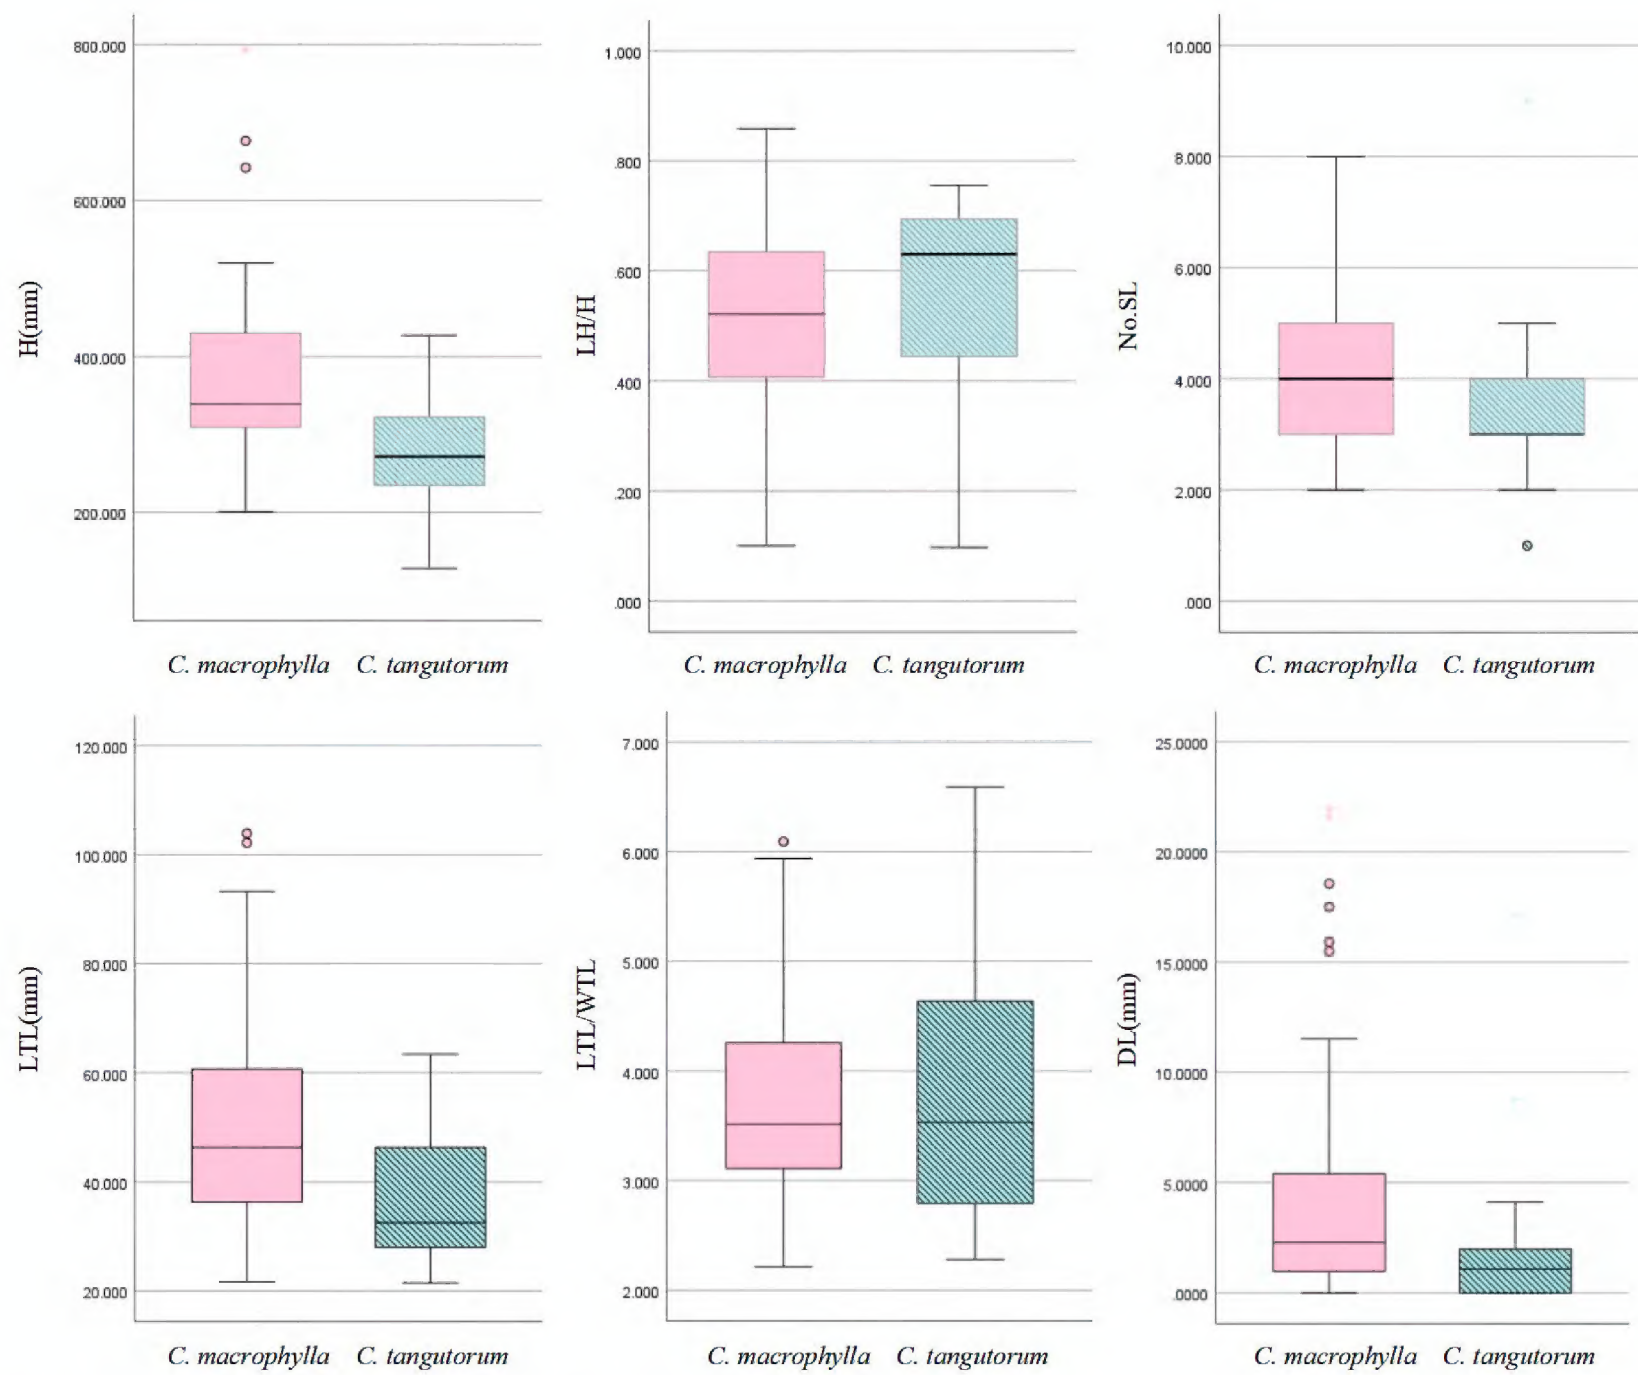 H(mm)
800.000
600.000
400.000
200.000
C. macrophylla C. tangutorum
LH/H
1.000
.800
.600
.400
.200
.000
C. macrophylla C. tangutorum
No.SL
10.000
8.000
6.000
4.000
2.000
.000
C. macrophylla C. tangutorum
LTL(mm)
120.000
100.000
80.000
60.000
40.000
20.000
C. macrophylla C. tangutorum
LTL/WTL
7.000
6.000
5.000
4.000
3.000
2.000
C. macrophylla C. tangutorum
DL(mm)
25.0000
20.0000
15.0000
10.0000
5.0000
.0000
C. macrophylla C. tangutorum